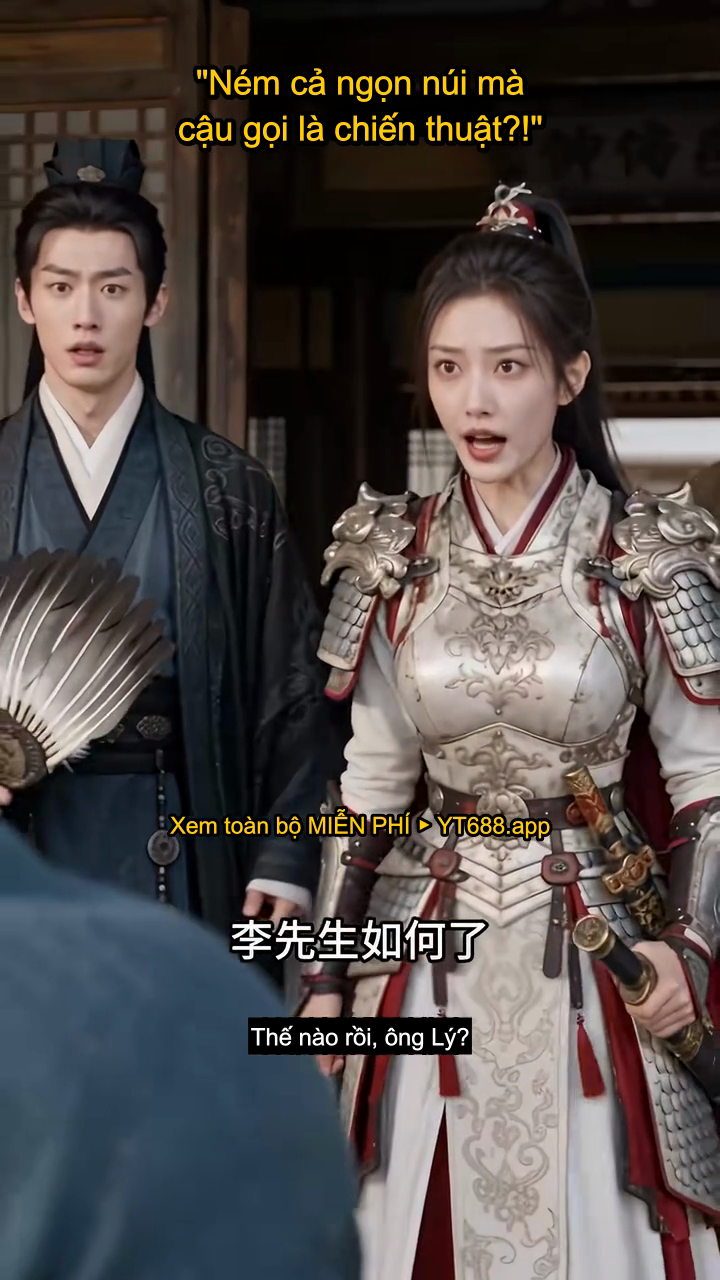 "Ném cả ngọn núi mà
cậu gọi là chiến thuật?!"
Xem toàn bộ MIỄN PHÍ ▸ YT688.app
李先生如何了
Thế nào rồi, ông Lý?